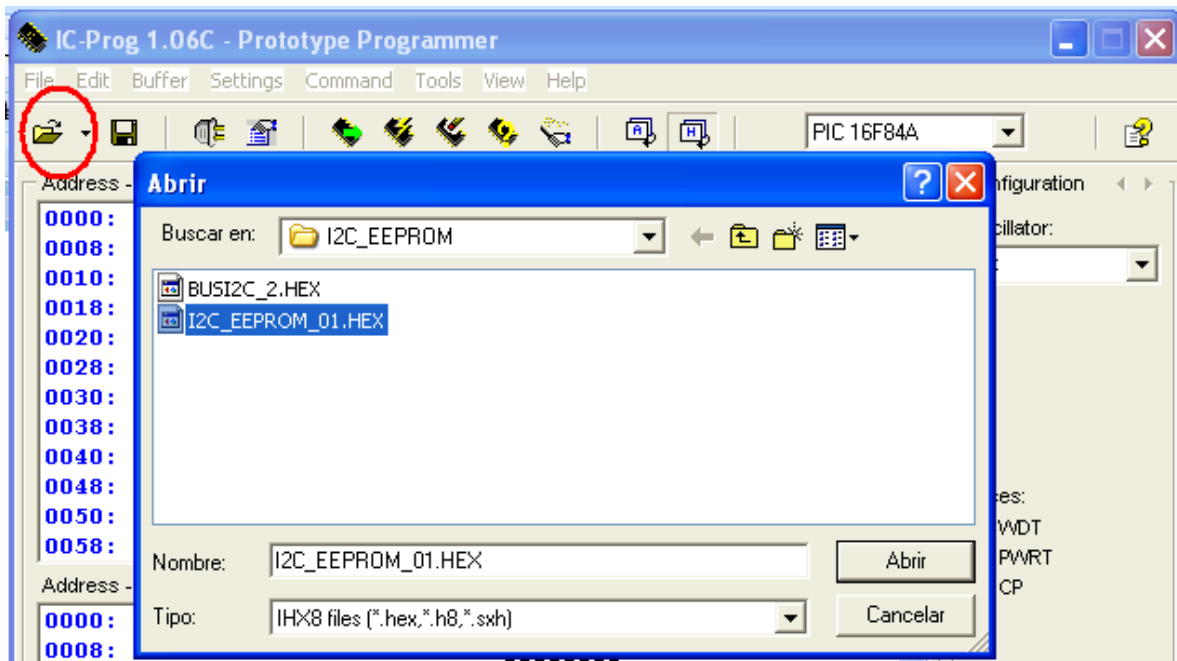 IC-Prog 1.06C - Prototype Programmer
File Edit Buffer Settings Command Tools View Help
PIC 16F84A
Address -
Abrir
nfiguration
0000:
Buscar en: I2C_EEPROM
cillator:
0008:
0010:
BUSI2C_2.HEX
0018:
I2C_EEPROM_01.HEX
0020:
0028:
0030:
0038:
0040:
0048:
es:
0050:
WDT
0058:
Nombre: I2C_EEPROM_01.HEX Abrir
PWRT
Address -
CP
0000:
Tipo: IHX8 files (*.hex,*.h8,*.sxh) Cancelar
0008: